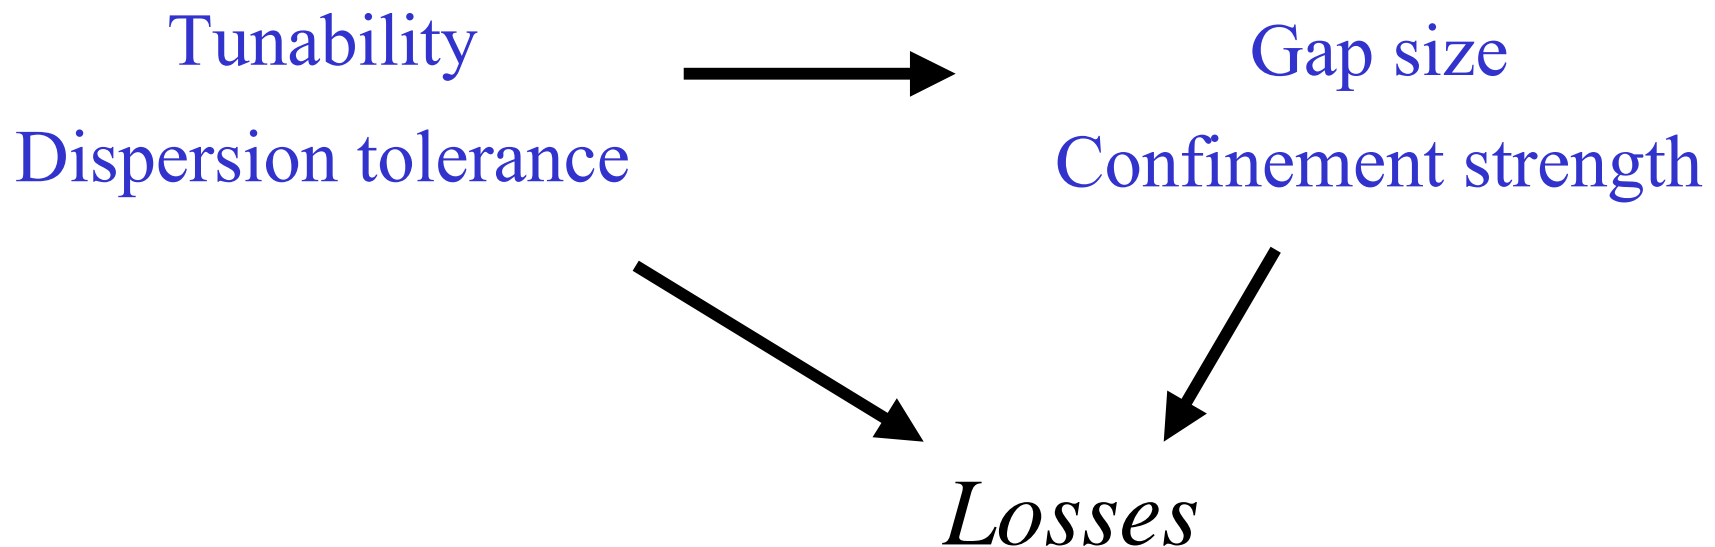 Tunability
Dispersion tolerance
Gap size
Confinement strength
Losses